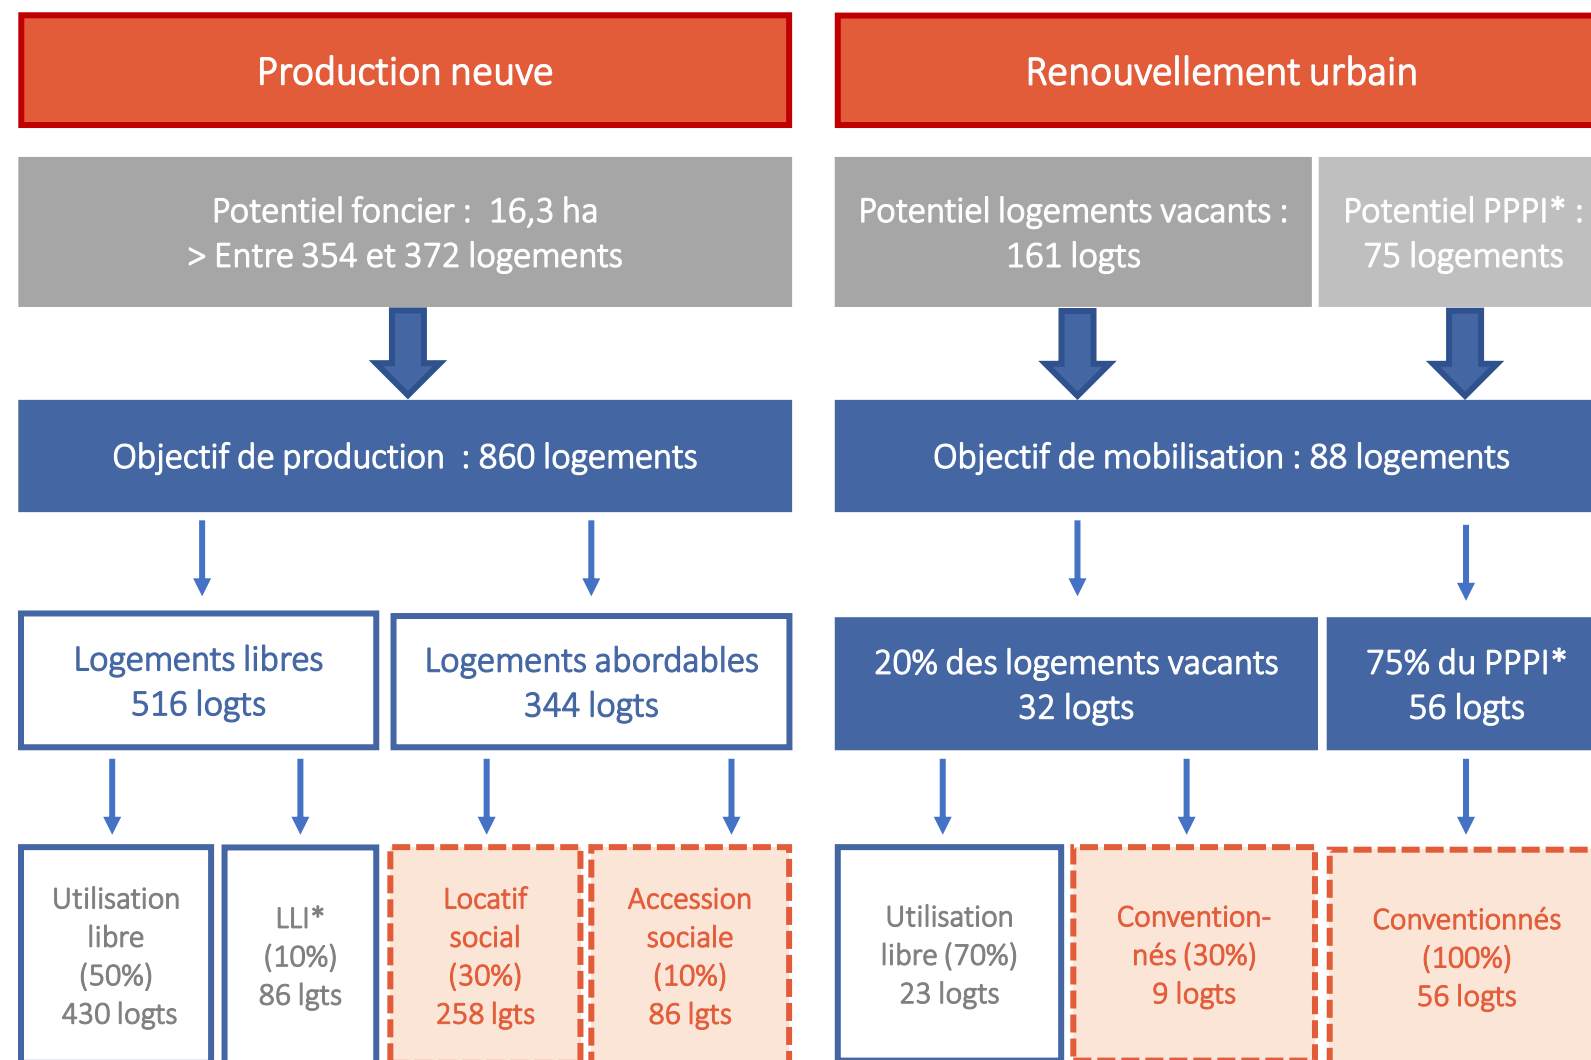 Production neuve
Renouvellement urbain
Potentiel foncier : 16,3 ha
> Entre 354 et 372 logements
Potentiel logements vacants :
161 logts
Potentiel PPPI* :
75 logements
Objectif de production : 860 logements
Objectif de mobilisation : 88 logements
Logements libres
516 logts
Logements abordables
344 logts
20% des logements vacants
32 logts
75% du PPPI*
56 logts
Utilisation
libre
(50%)
430 logts
LLI*
(10%)
86 lgts
Locatif
social
(30%)
258 lgts
Accession
sociale
(10%)
86 lgts
Utilisation
libre (70%)
23 logts
Convention-
nés (30%)
9 logts
Conventionnés
(100%)
56 logts